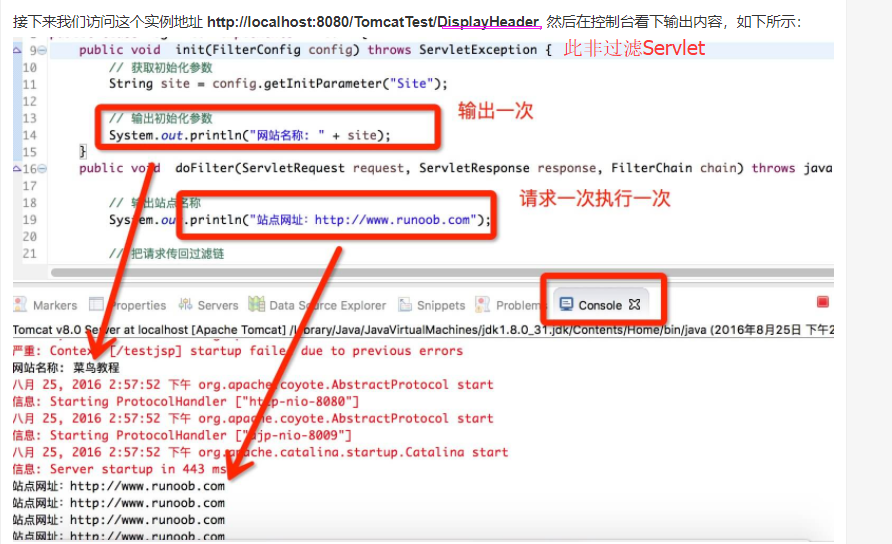 接下来我们访问这个实例地址 http://localhost:8080/TomcatTest/DisplayHeader, 然后在控制台看下输出内容，如下所示：
9 public void init(FilterConfig config) throws ServletException {
此非过滤Servlet
10 // 获取初始化参数
11 String site = config.getInitParameter("Site");
12
13 // 输出初始化参数
输出一次
14 System.out.println("网站名称: " + site);
15 }
16 public void doFilter(ServletRequest request, ServletResponse response, FilterChain chain) throws java
17
18 // 输出站点名称
请求一次执行一次
19 System.out.println("站点网址：http://www.runoob.com");
20
21 // 把请求传回过滤链
Markers Properties Servers Data Source Explorer Snippets Problem Console
Tomcat v8.0 Server at localhost [Apache Tomcat] /Library/Java/JavaVirtualMachines/jdk1.8.0_31.jdk/Contents/Home/bin/java (2016年8月25日 下午2
严重: Context [/testjsp] startup failed due to previous errors
网站名称: 菜鸟教程
八月 25, 2016 2:57:52 下午 org.apache.coyote.AbstractProtocol start
信息: Starting ProtocolHandler ["http-nio-8080"]
八月 25, 2016 2:57:52 下午 org.apache.coyote.AbstractProtocol start
信息: Starting ProtocolHandler ["ajp-nio-8009"]
八月 25, 2016 2:57:52 下午 org.apache.catalina.startup.Catalina start
信息: Server startup in 443 ms
站点网址：http://www.runoob.com
站点网址：http://www.runoob.com
站点网址：http://www.runoob.com
站点网址：http://www.runoob.com